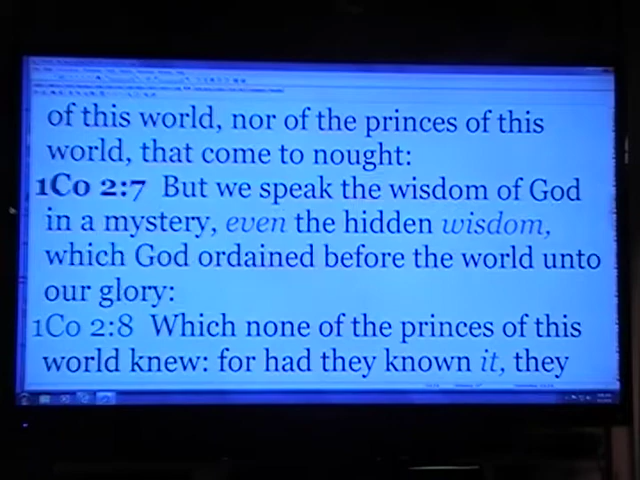 of this world, nor of the princes of this
world, that come to nought:
1Co 2:7 But we speak the wisdom of God
in a mystery, even the hidden wisdom,
which God ordained before the world unto
our glory:
1Co 2:8 Which none of the princes of this
world knew: for had they known it, they